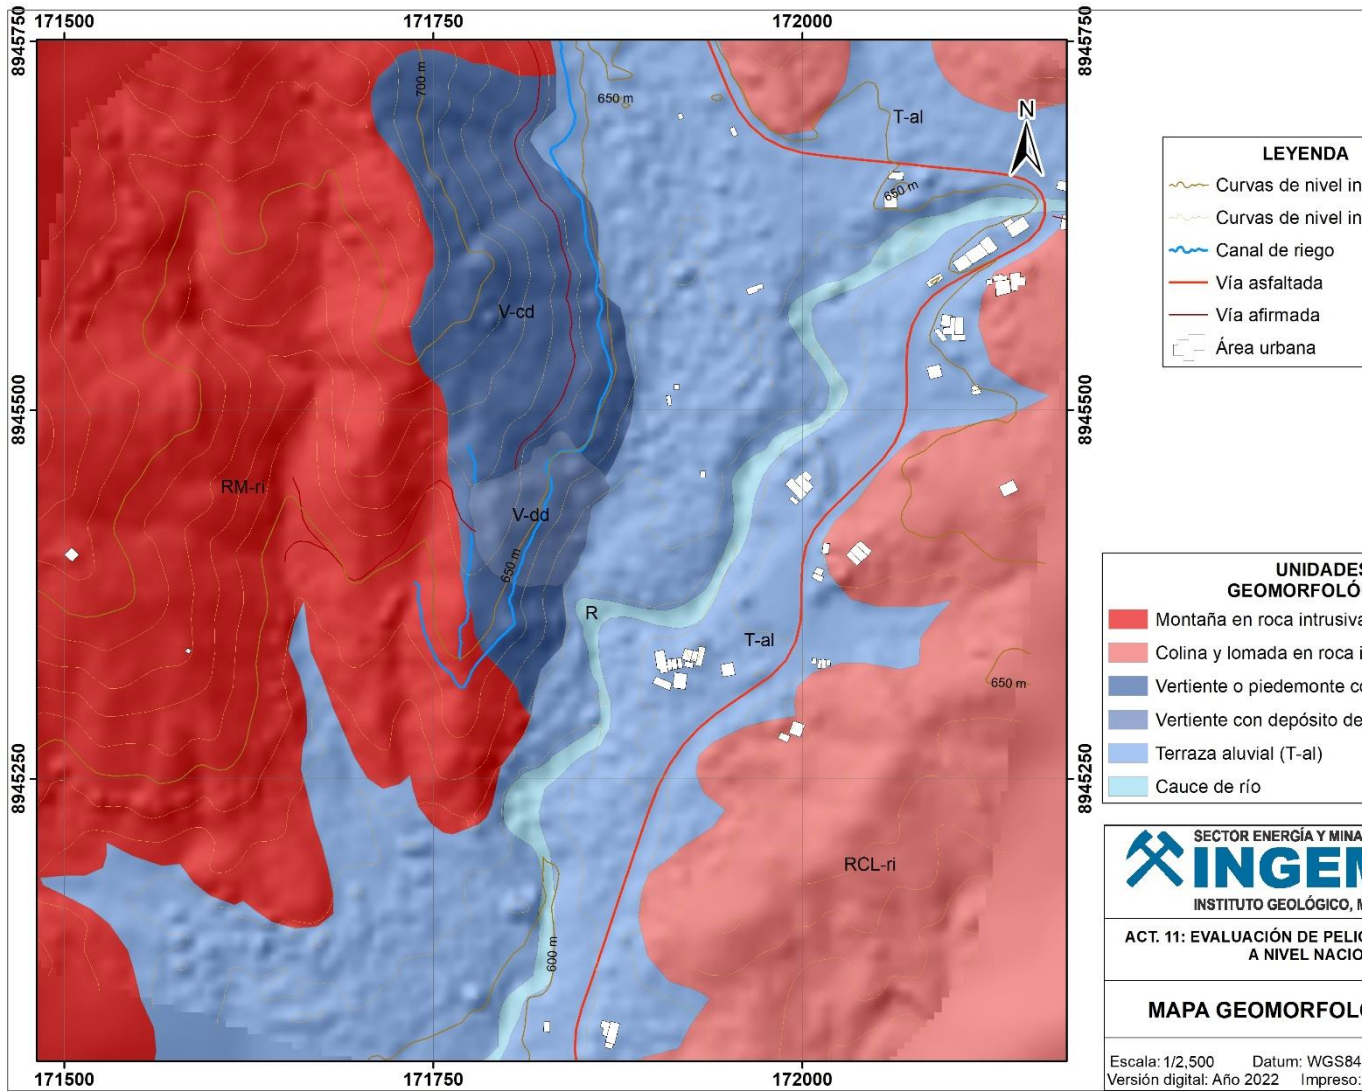 171500
171750
172000
8945750
8945750
700 m
650 m
T-al
N
650 m
V-cd
8945500
8945500
RM-ri
V-dd
650 m
R
T-al
650 m
8945250
8945250
RCL-ri
600 m
171500
171750
172000
LEYENDA
Curvas de nivel in
Curvas de nivel in
Canal de riego
Vía asfaltada
Vía afirmada
Área urbana
UNIDADES
GEOMORFOLÓG
Montaña en roca intrusiva
Colina y lomada en roca i
Vertiente o piedemonte co
Vertiente con depósito de
Terraza aluvial (T-al)
Cauce de río
SECTOR ENERGÍA Y MINA
INGEM
INSTITUTO GEOLÓGICO, M
ACT. 11: EVALUACIÓN DE PELIG
A NIVEL NACIO
MAPA GEOMORFOLÓ
Escala: 1/2,500 Datum: WGS84
Versión digital: Año 2022 Impreso: